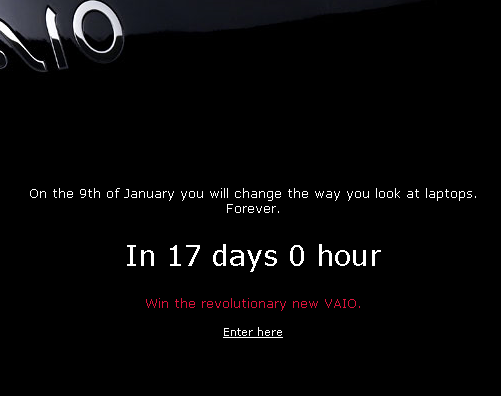 VAIO
On the 9th of January you will change the way you look at laptops.
Forever.
In 17 days 0 hour
Win the revolutionary new VAIO.
Enter here